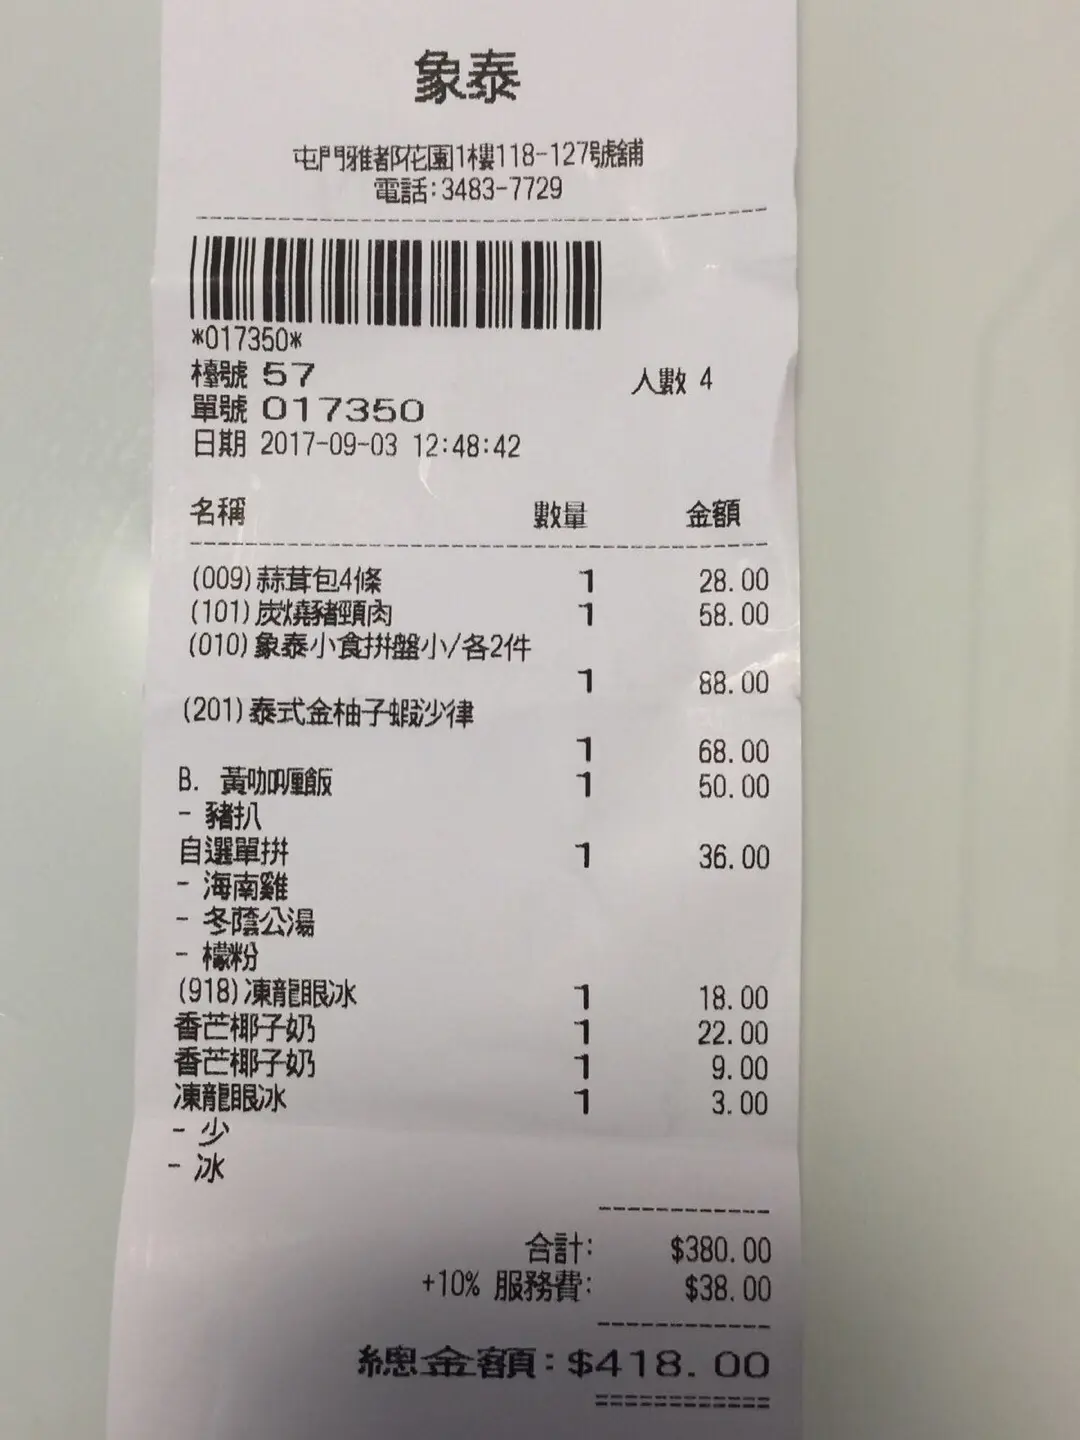 象泰
屯門雅都花園1樓118-127號舖
電話:3483-7729
*017350*
檯號 57 人數 4
單號 017350
日期 2017-09-03 12:48:42
名稱 數量 金額
(009)蒜茸包4條 1 28.00
(101)炭燒豬頸肉 1 58.00
(010)象泰小食拼盤小/各2件
1 88.00
(201)泰式金柚子蝦沙律
1 68.00
B. 黃咖喱飯 1 50.00
- 豬扒
自選單拼 1 36.00
- 海南雞
- 冬蔭公湯
- 檬粉
(918)凍龍眼冰 1 18.00
香芒椰子奶 1 22.00
香芒椰子奶 1 9.00
凍龍眼冰 1 3.00
- 少
- 冰
合計: $380.00
+10% 服務費: $38.00
總金額:$418.00